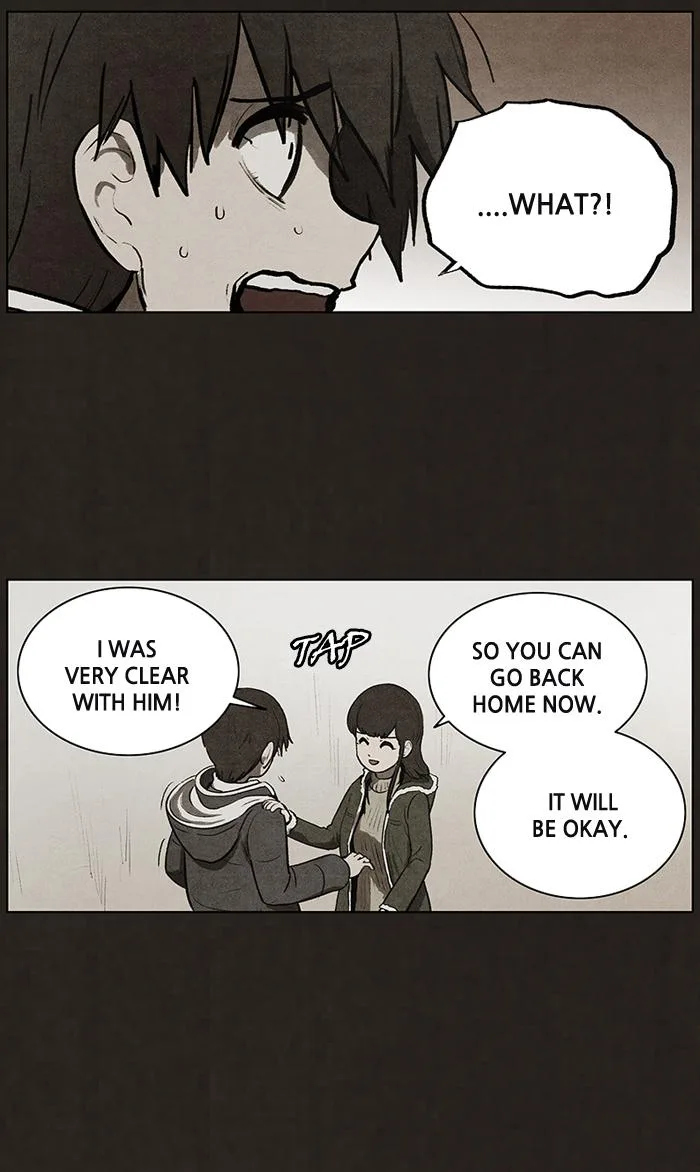 ....WHAT?!
I WAS
VERY CLEAR
WITH HIM!
TAP
SO YOU CAN
GO BACK
HOME NOW.
IT WILL
BE OKAY.